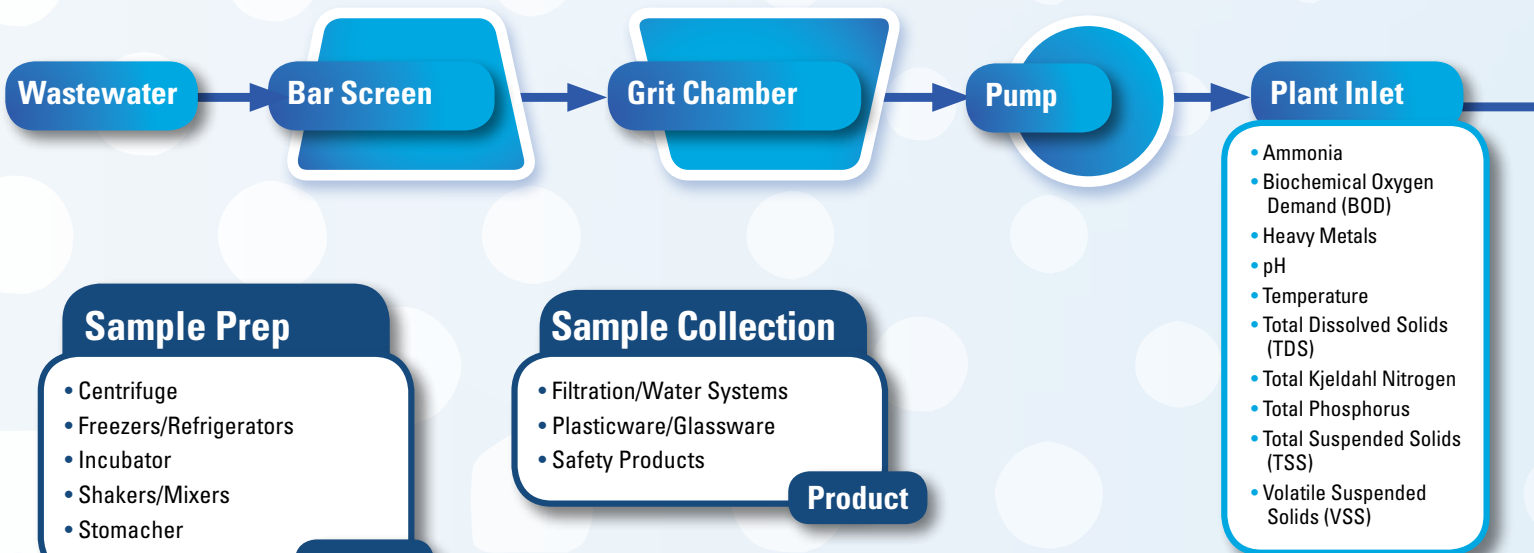 Wastewater
Bar Screen
Grit Chamber
Pump
Plant Inlet
• Ammonia
• Biochemical Oxygen
Demand (BOD)
• Heavy Metals
• pH
• Temperature
• Total Dissolved Solids
(TDS)
• Total Kjeldahl Nitrogen
• Total Phosphorus
• Total Suspended Solids
(TSS)
• Volatile Suspended
Solids (VSS)
Sample Prep
• Centrifuge
• Freezers/Refrigerators
• Incubator
• Shakers/Mixers
• Stomacher
Sample Collection
• Filtration/Water Systems
• Plasticware/Glassware
• Safety Products
Product